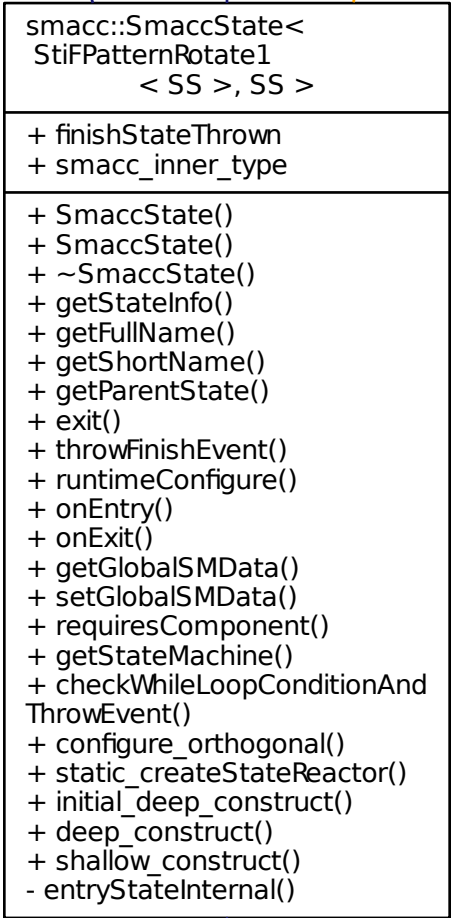 smacc::SmaccState<
StiFPatternRotate1
< SS >, SS >
+ finishStateThrown
+ smacc_inner_type
+ SmaccState()
+ SmaccState()
+ ~SmaccState()
+ getStateInfo()
+ getFullName()
+ getShortName()
+ getParentState()
+ exit()
+ throwFinishEvent()
+ runtimeConfigure()
+ onEntry()
+ onExit()
+ getGlobalSMData()
+ setGlobalSMData()
+ requiresComponent()
+ getStateMachine()
+ checkWhileLoopConditionAnd
ThrowEvent()
+ configure_orthogonal()
+ static_createStateReactor()
+ initial_deep_construct()
+ deep_construct()
+ shallow_construct()
- entryStateInternal()